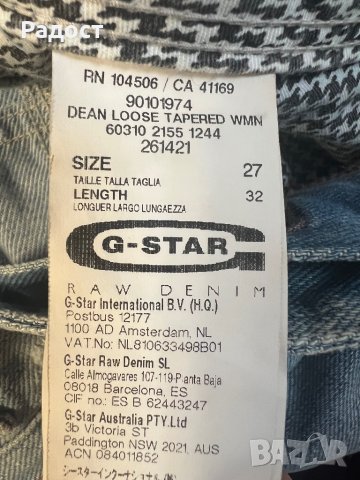 Радост
RN 104506 / CA 41169
90101974
DEAN LOOSE TAPERED WMN
60310 2155 1244
261421
SIZE 27
TAILLE TALLA TAGLIA
LENGTH 32
LONGUER LARGO LUNGAEZZA
G-STAR
RAW DENIM
G-Star International B.V. (H.Q.)
Postbus 12177
1100 AD Amsterdam, NL
VAT.No: NL810633498B01
G-Star Raw Denim SL
Calle Almogavares 107-119-Planta Baja
08018 Barcelona, ES
CIF no.: ES B 62443247
G-Star Australia PTY.Ltd
3b Victoria ST
Paddington NSW 2021, AUS
ACN 084011852
BAZAR.bg